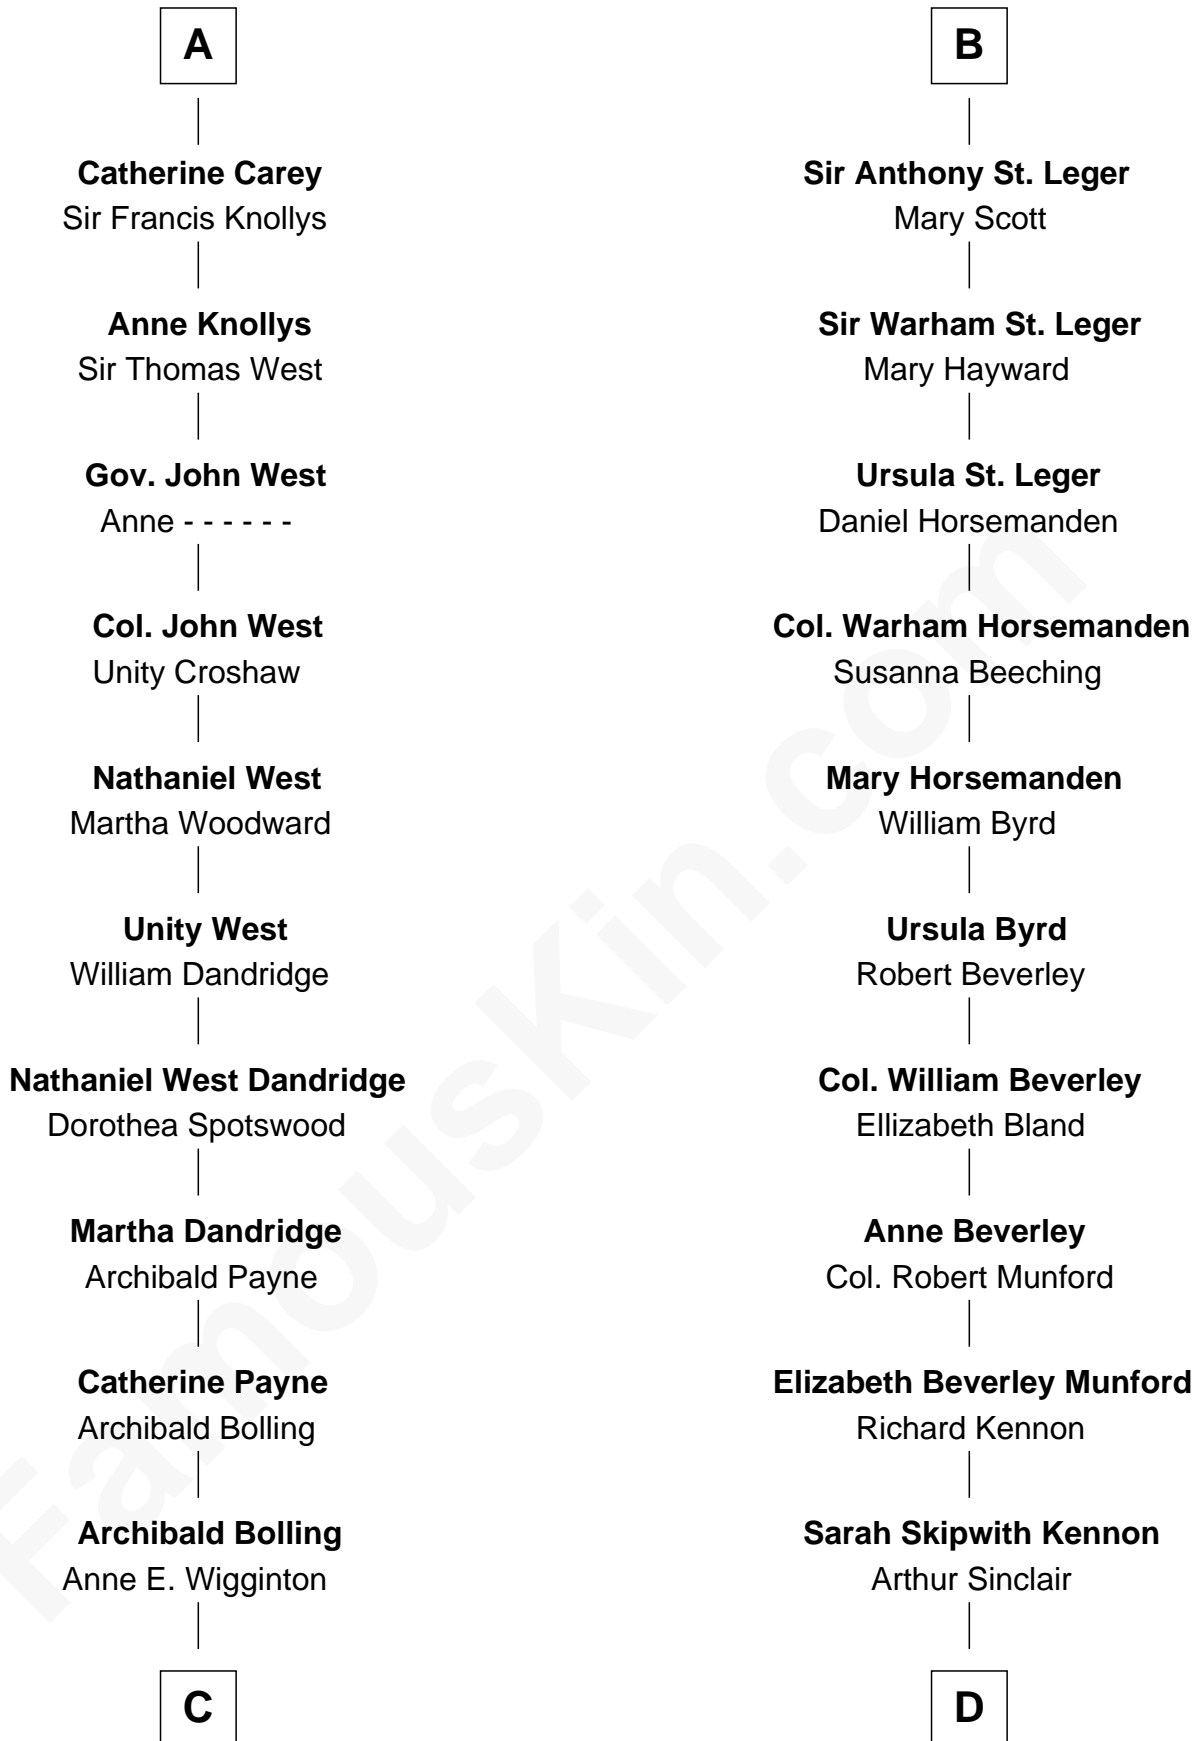 A
Catherine Carey
Sir Francis Knollys
Anne Knollys
Sir Thomas West
Gov. John West
Anne - - - - - -
Col. John West
Unity Croshaw
Nathaniel West
Martha Woodward
Unity West
William Dandridge
Nathaniel West Dandridge
Dorothea Spotswood
Martha Dandridge
Archibald Payne
Catherine Payne
Archibald Bolling
Archibald Bolling
Anne E. Wigginton
C
B
Sir Anthony St. Leger
Mary Scott
Sir Warham St. Leger
Mary Hayward
Ursula St. Leger
Daniel Horsemanden
Col. Warham Horsemanden
Susanna Beeching
Mary Horsemanden
William Byrd
Ursula Byrd
Robert Beverley
Col. William Beverley
Ellizabeth Bland
Anne Beverley
Col. Robert Munford
Elizabeth Beverley Munford
Richard Kennon
Sarah Skipwith Kennon
Arthur Sinclair
D
FamousKin.com